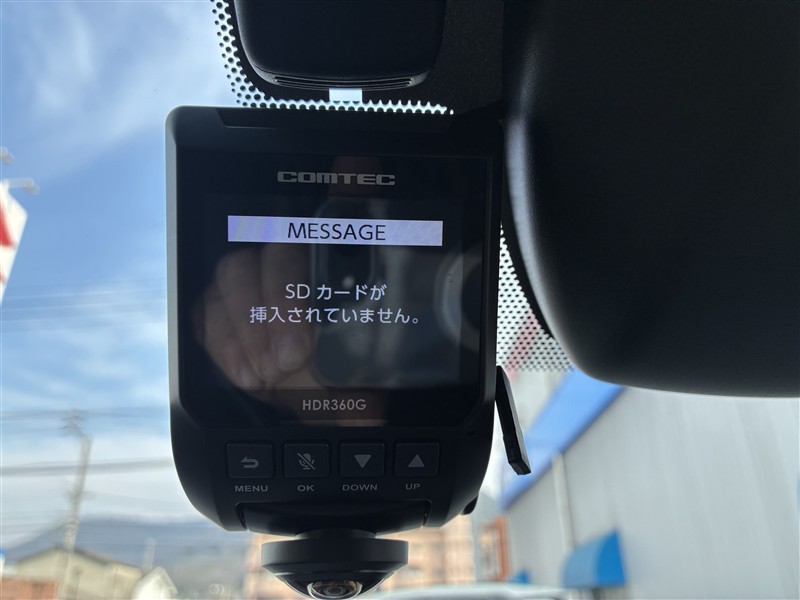 COMTEC
MESSAGE
SD カードが
挿入されていません。
HDR360G
MENU OK DOWN UP